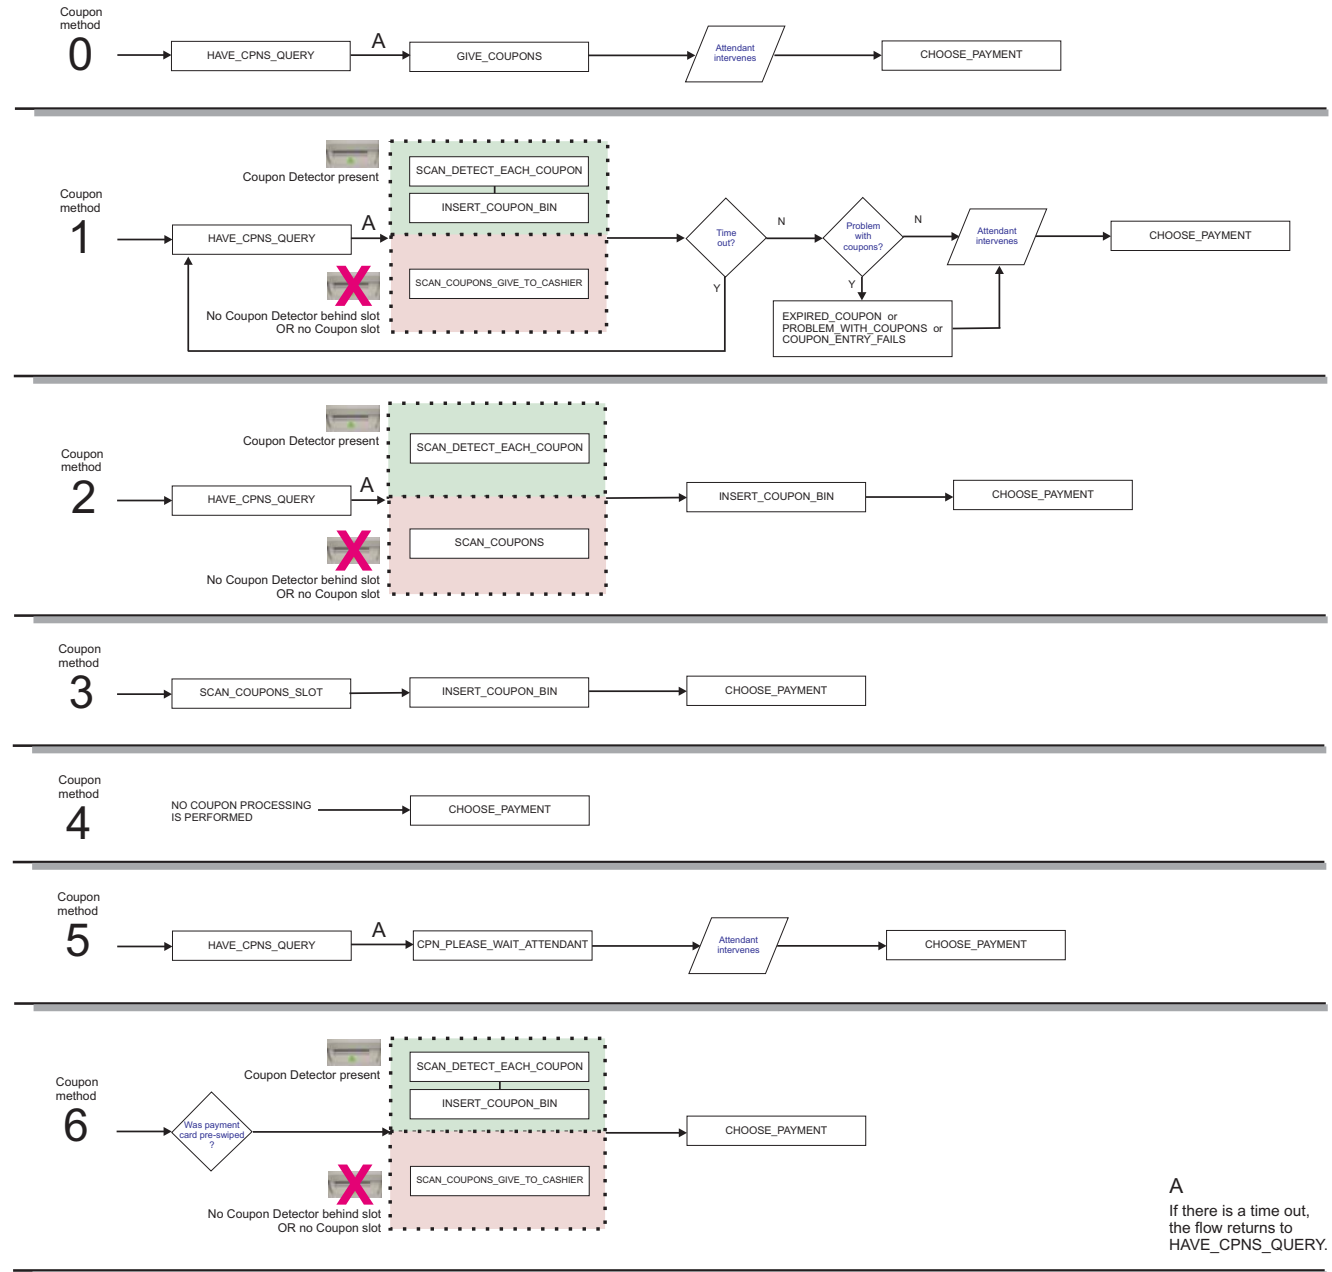 Coupon
method
0
HAVE_CPNS_QUERY
A
GIVE_COUPONS
Attendant
intervenes
CHOOSE_PAYMENT
Coupon Detector present
SCAN_DETECT_EACH_COUPON
INSERT_COUPON_BIN
Coupon
method
1
HAVE_CPNS_QUERY
A
Time
out?
N
Y
Problem
with
coupons?
N
Y
Attendant
intervenes
CHOOSE_PAYMENT
SCAN_COUPONS_GIVE_TO_CASHIER
No Coupon Detector behind slot
OR no Coupon slot
EXPIRED_COUPON or
PROBLEM_WITH_COUPONS or
COUPON_ENTRY_FAILS
Coupon Detector present
SCAN_DETECT_EACH_COUPON
Coupon
method
2
HAVE_CPNS_QUERY
A
INSERT_COUPON_BIN
CHOOSE_PAYMENT
SCAN_COUPONS
No Coupon Detector behind slot
OR no Coupon slot
Coupon
method
3
SCAN_COUPONS_SLOT
INSERT_COUPON_BIN
CHOOSE_PAYMENT
Coupon
method
4
NO COUPON PROCESSING
IS PERFORMED
CHOOSE_PAYMENT
Coupon
method
5
HAVE_CPNS_QUERY
A
CPN_PLEASE_WAIT_ATTENDANT
Attendant
intervenes
CHOOSE_PAYMENT
Coupon Detector present
SCAN_DETECT_EACH_COUPON
INSERT_COUPON_BIN
Coupon
method
6
Was payment
card pre-swiped
?
CHOOSE_PAYMENT
SCAN_COUPONS_GIVE_TO_CASHIER
No Coupon Detector behind slot
OR no Coupon slot
A
If there is a time out,
the flow returns to
HAVE_CPNS_QUERY.